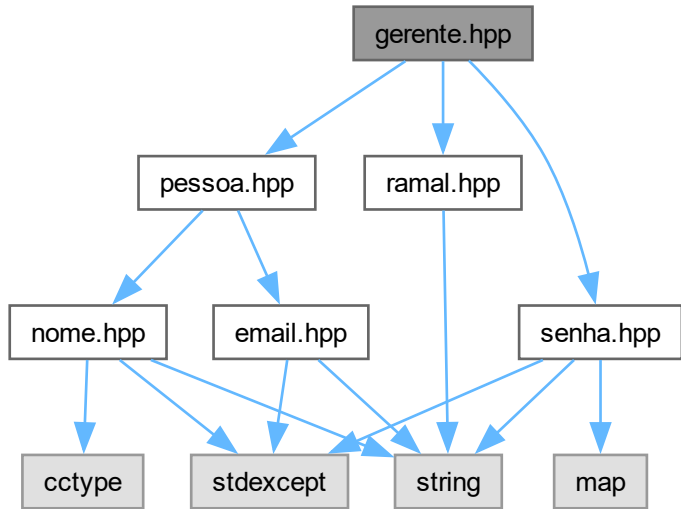 gerente.hpp
pessoa.hpp
ramal.hpp
nome.hpp
email.hpp
senha.hpp
cctype
stdexcept
string
map